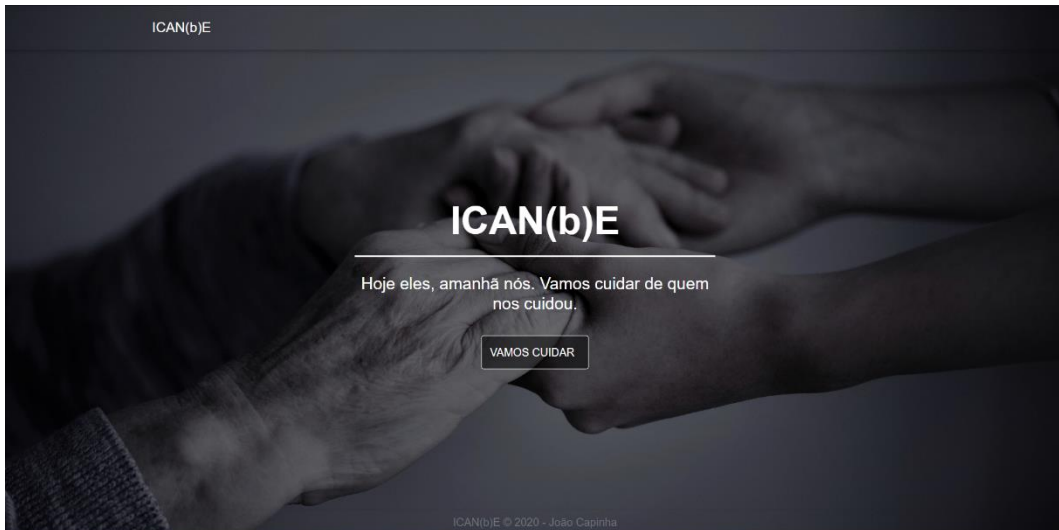 ICAN(b)E
ICAN(b)E
Hoje eles, amanhã nós. Vamos cuidar de quem
nos cuidou.
VAMOS CUIDAR
ICAN(b)E © 2020 - João Capinha